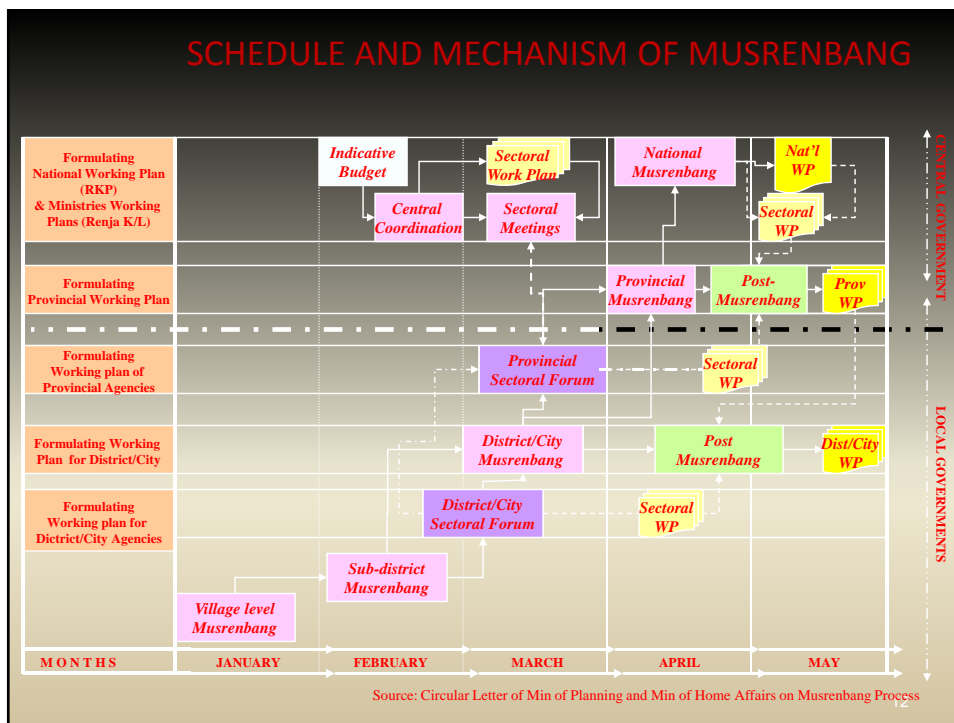 SCHEDULE AND MECHANISM OF MUSRENBANG
Formulating
National Working Plan
(RKP)
& Ministries Working
Plans (Renja K/L)
Indicative
Budget
Sectoral
Work Plan
National
Musrenbang
Nat'l
WP
Central
Coordination
Sectoral
Meetings
Sectoral
WP
CENTRAL GOVERNMENT
Formulating
Provincial Working Plan
Provincial
Musrenbang
Post-
Musrenbang
Prov
WP
Formulating
Working plan of
Provincial Agencies
Provincial
Sectoral Forum
Sectoral
WP
Formulating Working
Plan for District/City
District/City
Musrenbang
Post
Musrenbang
Dist/City
WP
LOCAL GOVERNMENTS
Formulating
Working plan for
Dictrict/City Agencies
District/City
Sectoral Forum
Sectoral
WP
Sub-district
Musrenbang
Village level
Musrenbang
M O N T H S
JANUARY
FEBRUARY
MARCH
APRIL
MAY
Source: Circular Letter of Min of Planning and Min of Home Affairs on Musrenbang Process
12